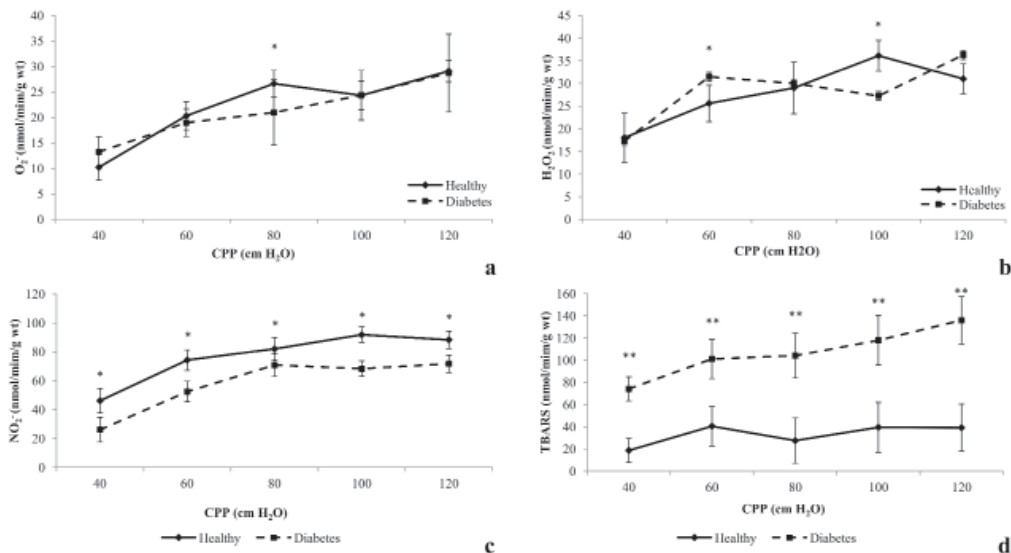 40
35
30
25
20
15
10
5
0
O₂⁻ (nmol/mim/g wt)
*
Healthy
Diabetes
40 60 80 100 120
CPP (cm H₂O)
a
45
40
35
30
25
20
15
10
5
0
H₂O₂ (nmol/mim/g wt)
* *
Healthy
Diabetes
40 60 80 100 120
CPP (cm H2O)
b
120
100
80
60
40
20
0
NO₂⁻ (nmol/mim/g wt)
* * * * *
40 60 80 100 120
CPP (cm H₂O)
Healthy Diabetes
c
160
140
120
100
80
60
40
20
0
TBARS (nmol/mim/g wt)
** ** ** ** **
40 60 80 100 120
CPP (cm H₂O)
Healthy Diabetes
d